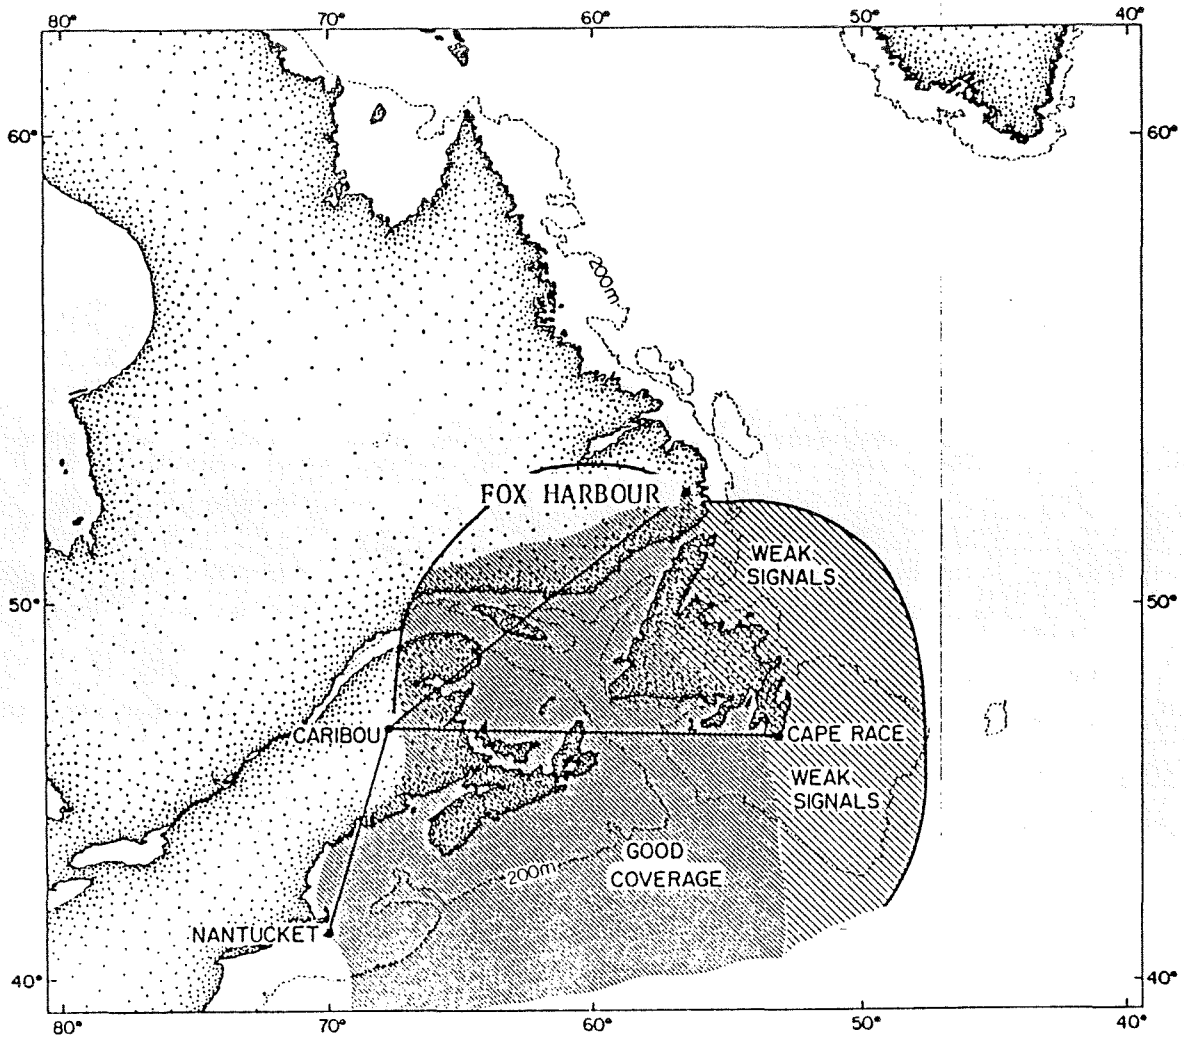 80° 70° 60° 50° 40°
60° 60°
200m
FOX HARBOUR
WEAK
SIGNALS
50° 50°
CARIBOU
CAPE RACE
WEAK
SIGNALS
GOOD
COVERAGE
200m
NANTUCKET
40° 40°
80° 70° 60° 50° 40°